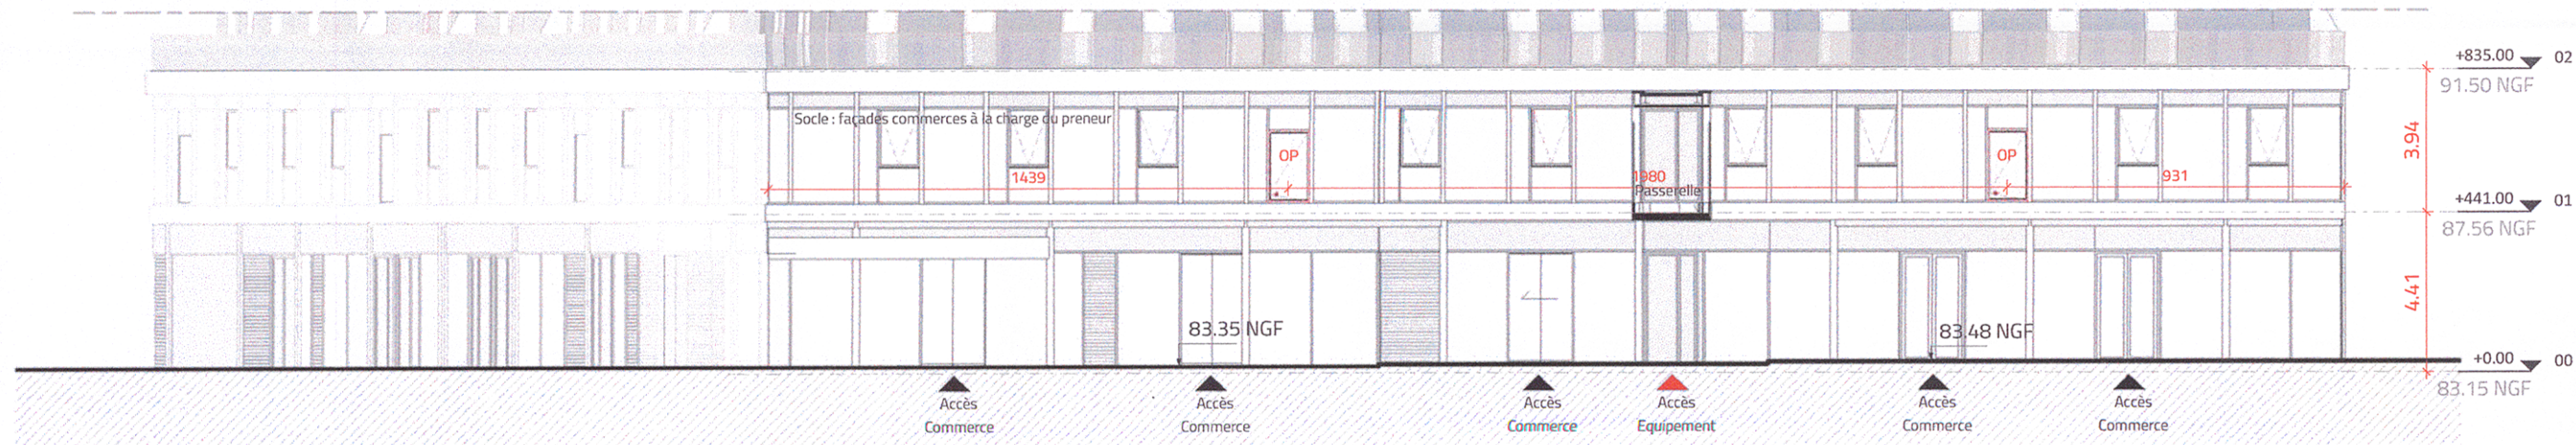 +835.00 02
91.50 NGF
Socle : façades commerces à la charge du preneur
OP
OP
3.94
1439
1980
931
Passerelle
+441.00 01
87.56 NGF
4.41
83.35 NGF
83.48 NGF
+0.00 00
83.15 NGF
Accès
Commerce
Accès
Commerce
Accès
Commerce
Accès
Equipement
Accès
Commerce
Accès
Commerce